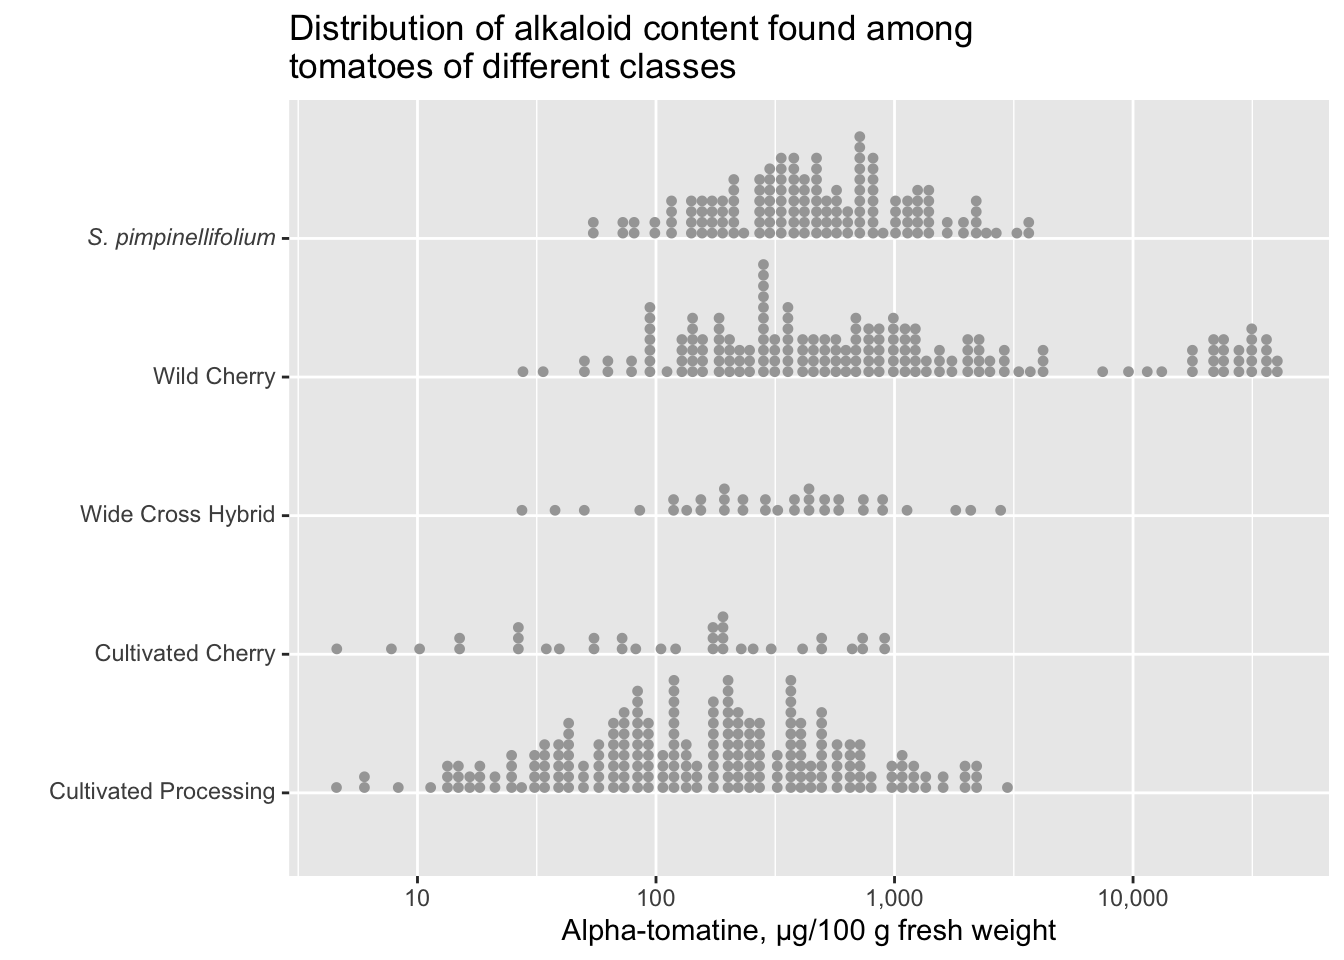 Distribution of alkaloid content found among
tomatoes of different classes
S. pimpinellifolium
Wild Cherry
Wide Cross Hybrid
Cultivated Cherry
Cultivated Processing
10 100 1,000 10,000
Alpha-tomatine, µg/100 g fresh weight